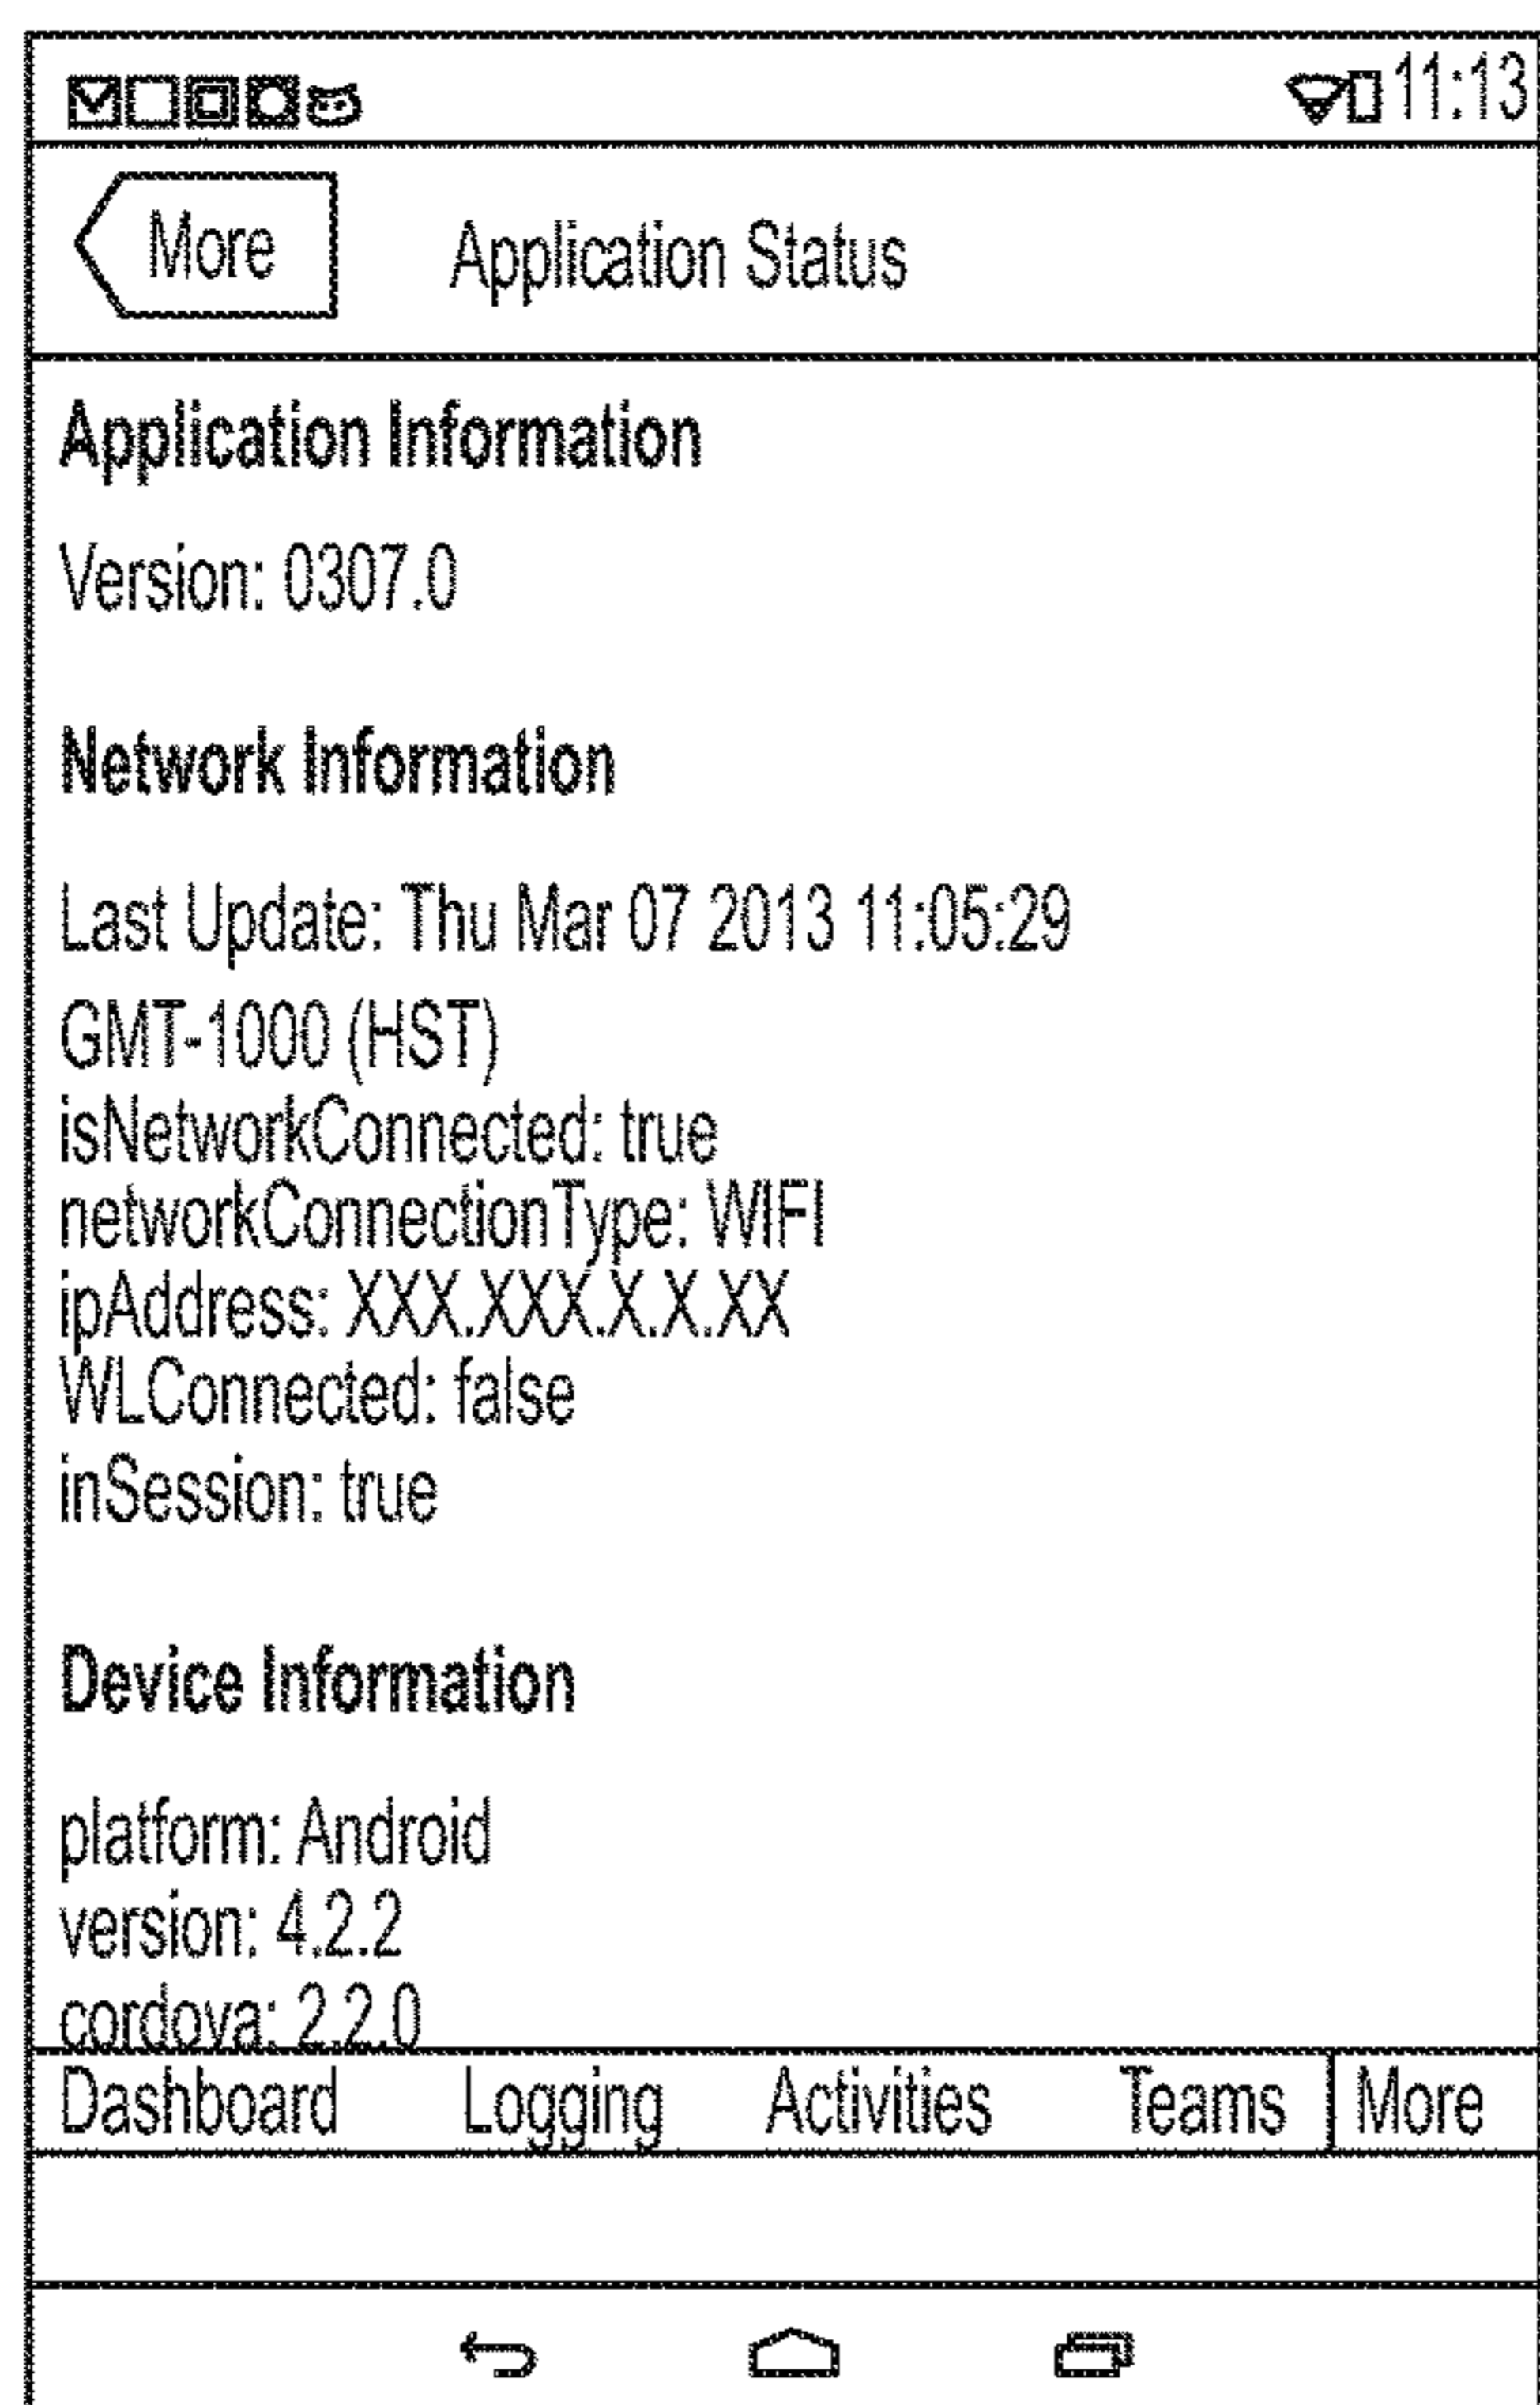 11:13
More Application Status
Application Information
Version: 0307.0
Network Information
Last Update: Thu Mar 07 2013 11:05:29
GMT-1000 (HST)
isNetworkConnected: true
networkConnectionType: WIFI
ipAddress: XXX.XXX.X.X.XX
WLConnected: false
inSession: true
Device Information
platform: Android
version: 4.2.2
cordova: 2.2.0
Dashboard Logging Activities Teams More